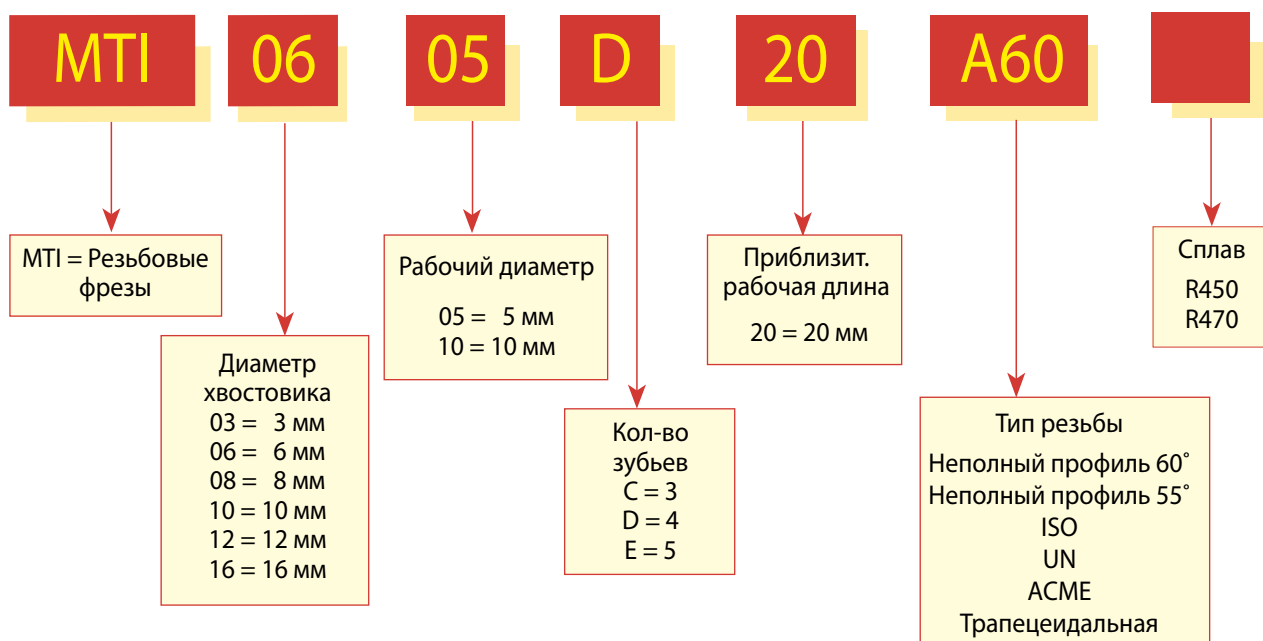 MTI 06 05 D 20 A60
MTI = Резьбовые
фрезы
Диаметр
хвостовика
03 = 3 мм
06 = 6 мм
08 = 8 мм
10 = 10 мм
12 = 12 мм
16 = 16 мм
Рабочий диаметр
05 = 5 мм
10 = 10 мм
Кол-во
зубьев
C = 3
D = 4
E = 5
Приблизит.
рабочая длина
20 = 20 мм
Тип резьбы
Неполный профиль 60°
Неполный профиль 55°
ISO
UN
ACME
Трапецеидальная
Сплав
R450
R470